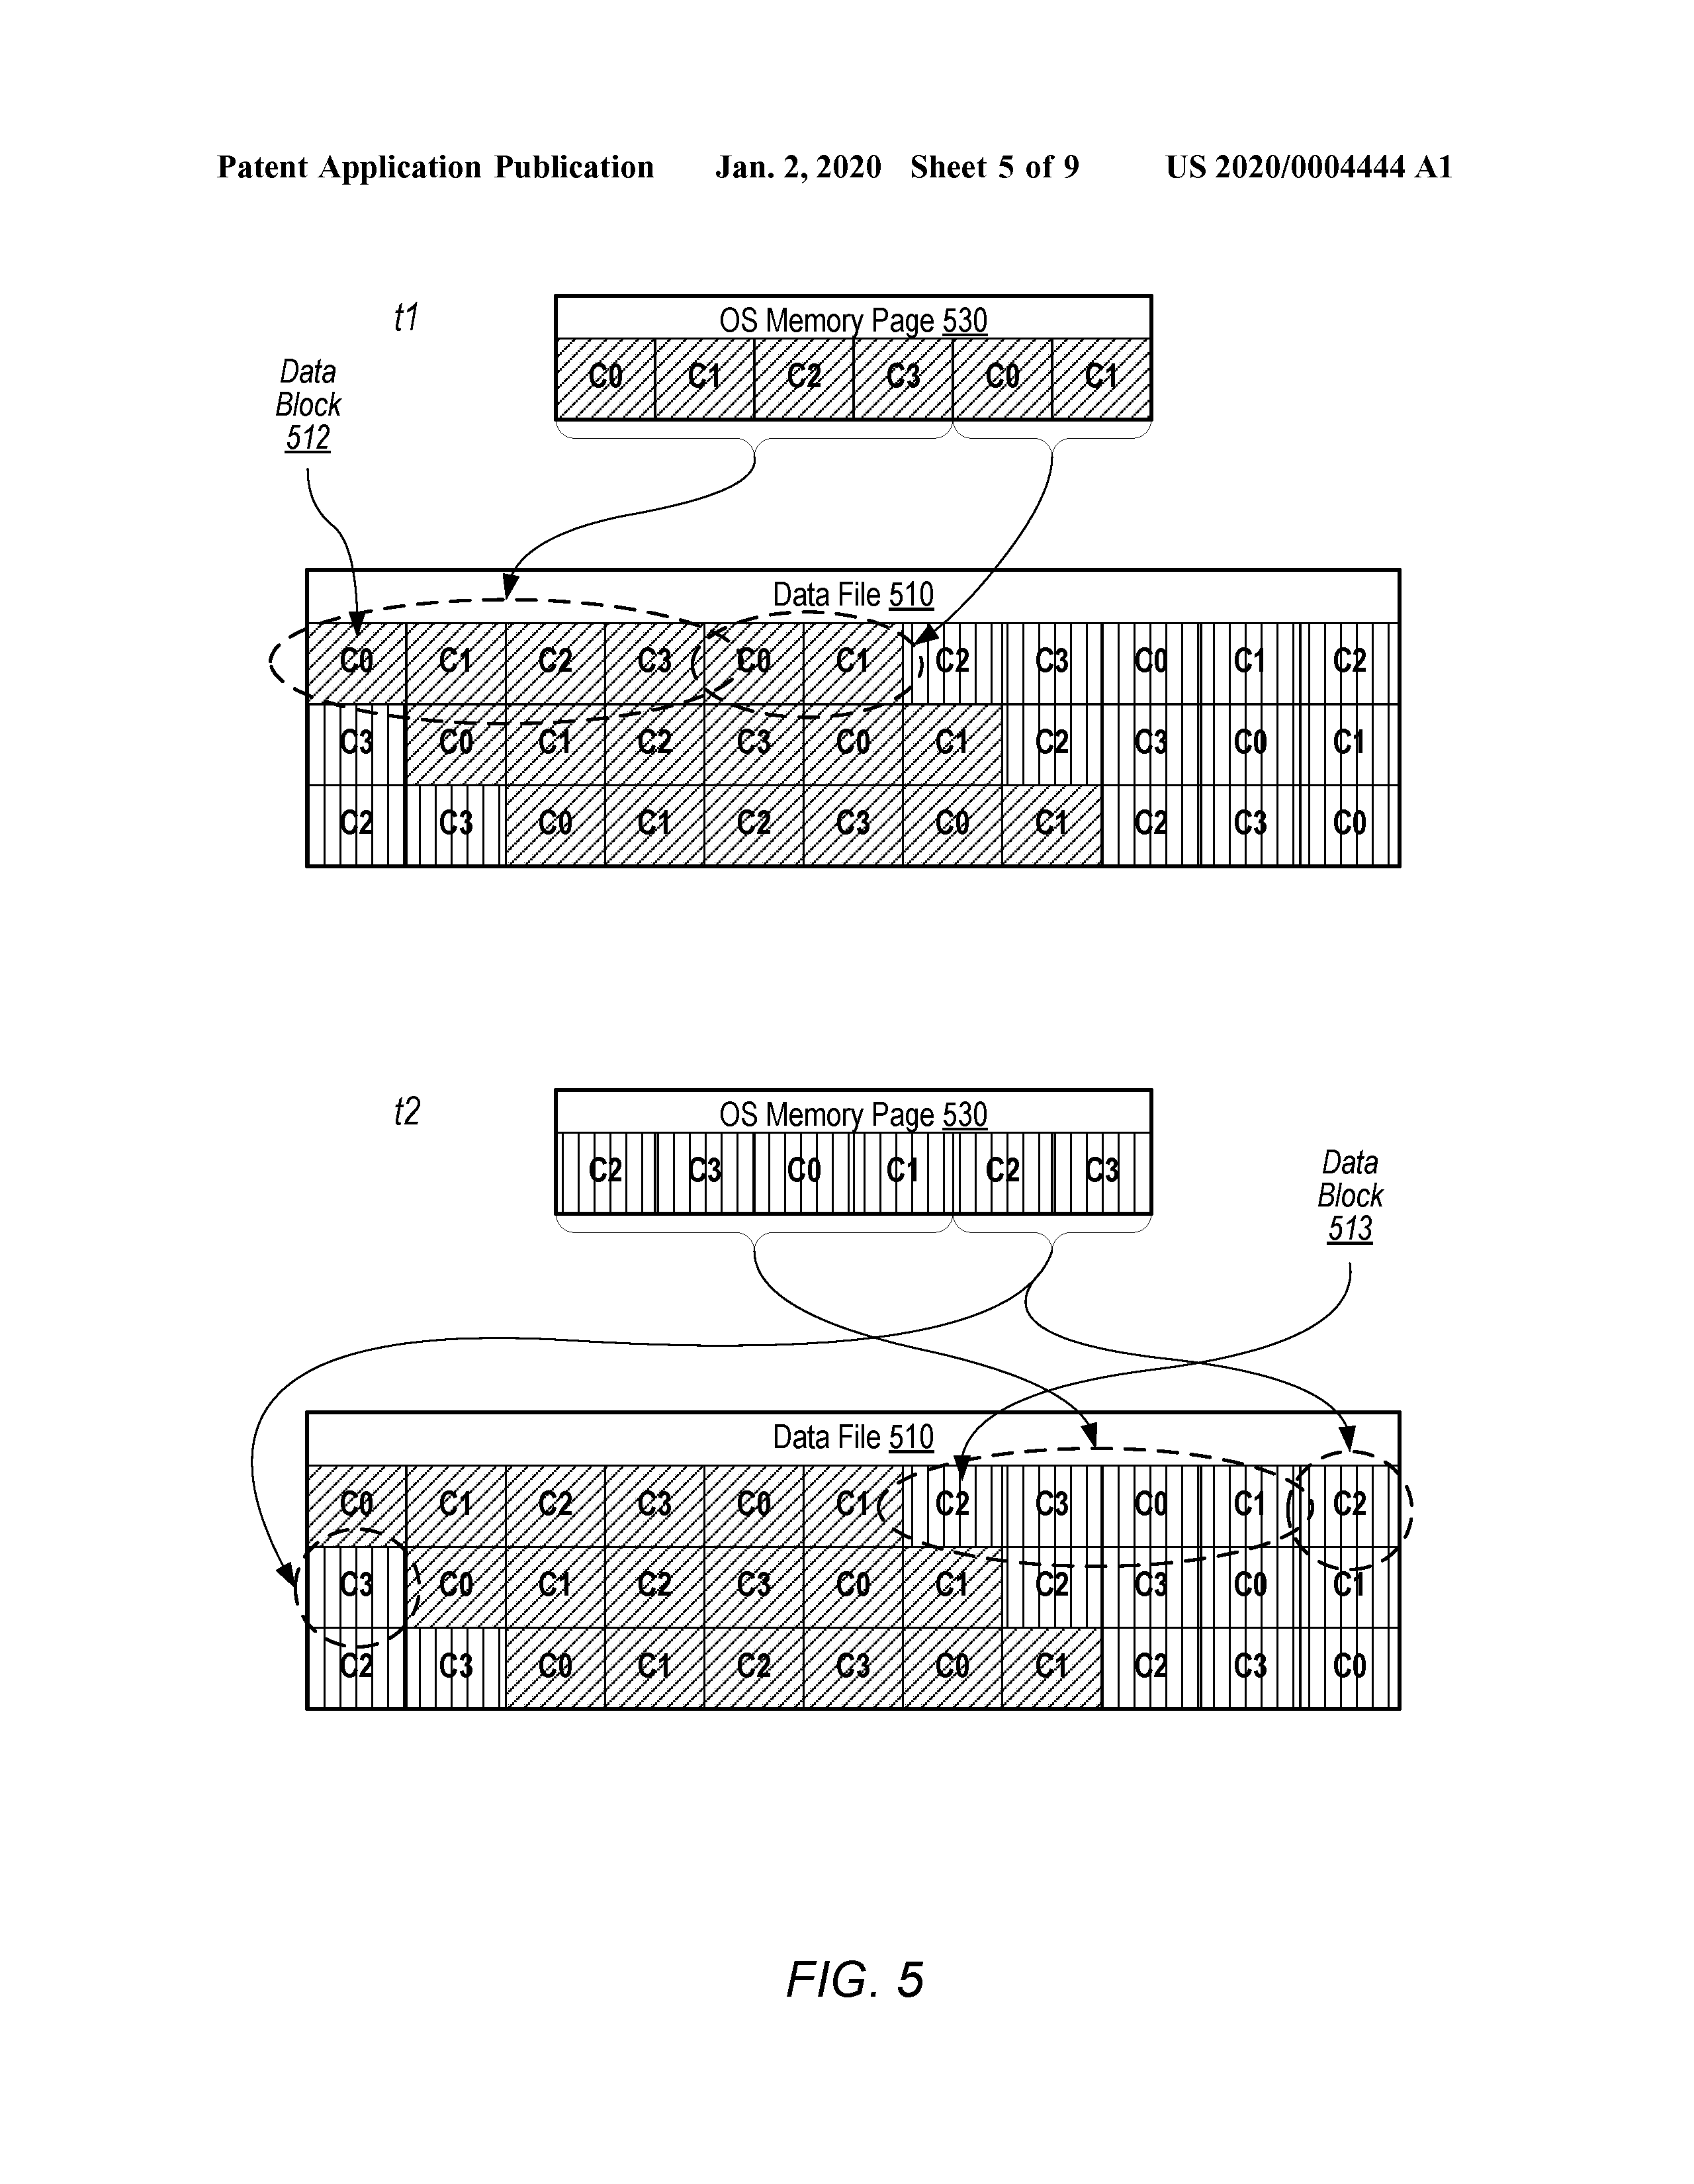 Patent Application Publication Jan. 2, 2020 Sheet 5 of 9 US 2020/0004444 A1
t1
OS Memory Page 530
C0 C1 C2 C3 C0 C1
Data
Block
512
Data File 510
C0 C1 C2 C3 C0 C1 C2 C3 C0 C1 C2
C3 C0 C1 C2 C3 C0 C1 C2 C3 C0 C1
C2 C3 C0 C1 C2 C3 C0 C1 C2 C3 C0
t2
OS Memory Page 530
C2 C3 C0 C1 C2 C3
Data
Block
513
Data File 510
C0 C1 C2 C3 C0 C1 C2 C3 C0 C1 C2
C3 C0 C1 C2 C3 C0 C1 C2 C3 C0 C1
C2 C3 C0 C1 C2 C3 C0 C1 C2 C3 C0
FIG. 5